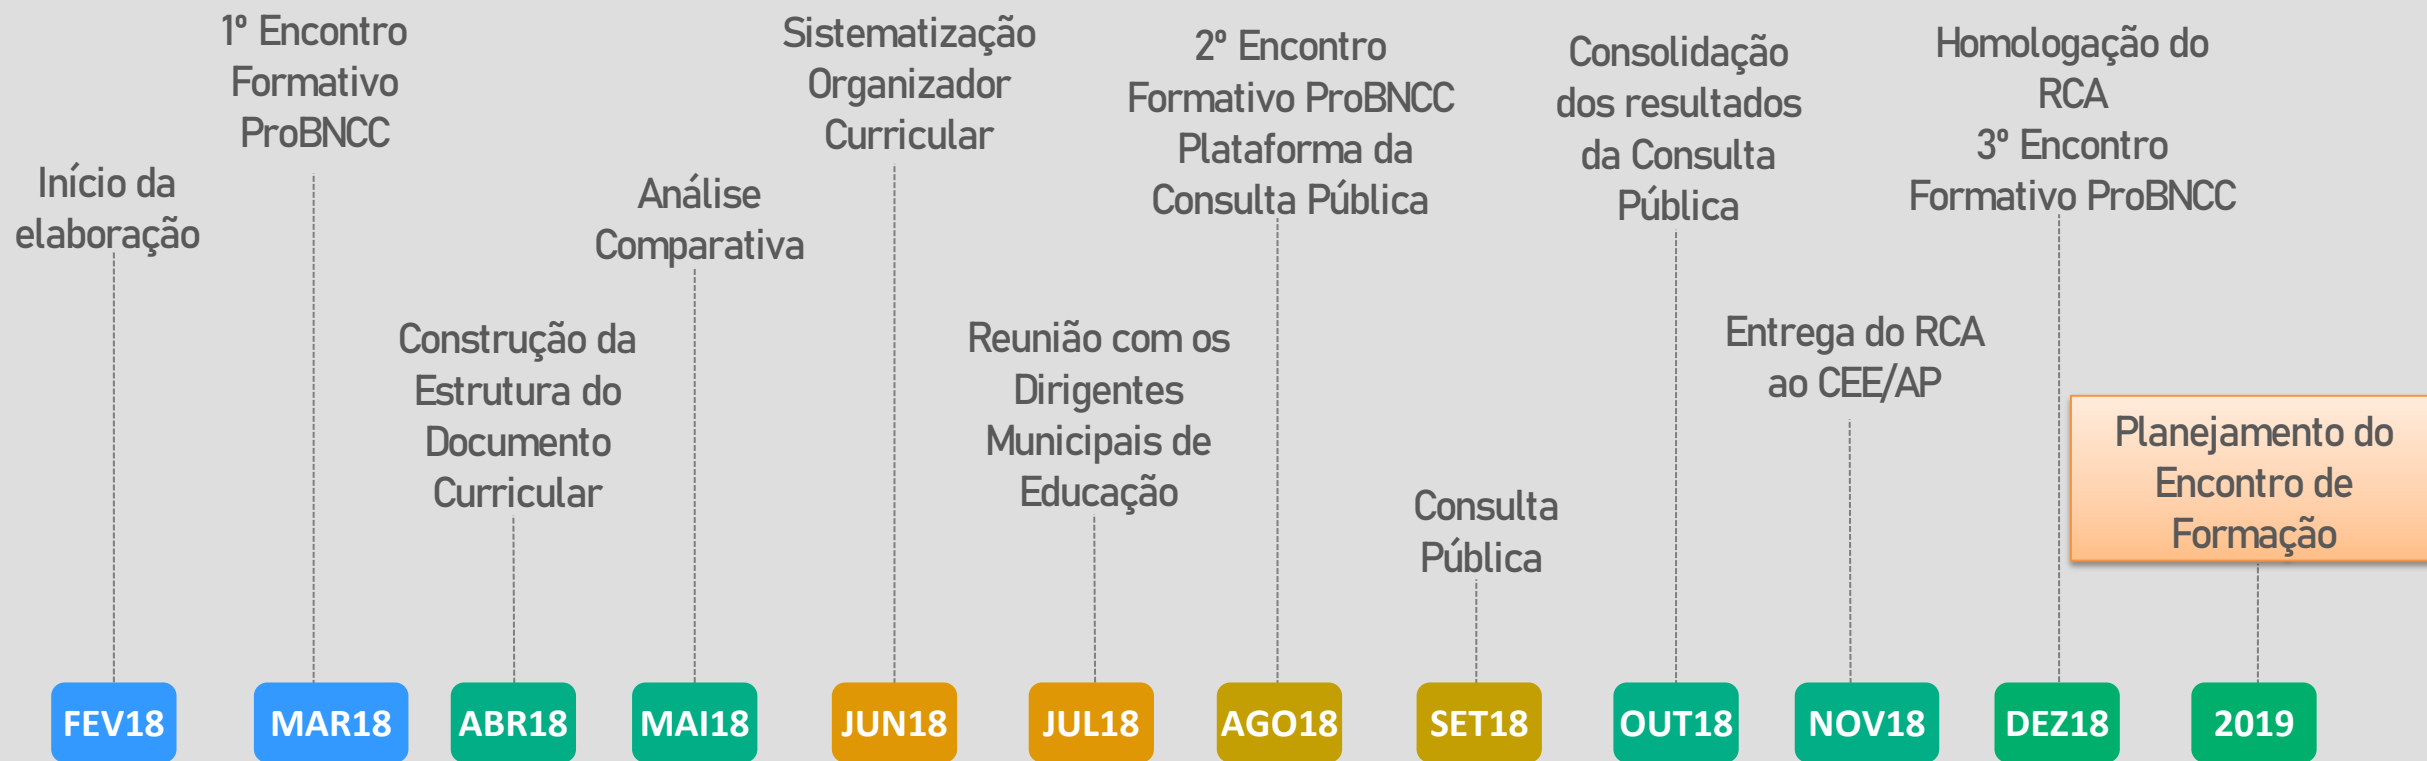 Início da
elaboração
1º Encontro
Formativo
ProBNCC
Construção da
Estrutura do
Documento
Curricular
Análise
Comparativa
Sistematização
Organizador
Curricular
Reunião com os
Dirigentes
Municipais de
Educação
2º Encontro
Formativo ProBNCC
Plataforma da
Consulta Pública
Consulta
Pública
Consolidação
dos resultados
da Consulta
Pública
Entrega do RCA
ao CEE/AP
Homologação do
RCA
3º Encontro
Formativo ProBNCC
Planejamento do
Encontro de
Formação
FEV18
MAR18
ABR18
MAI18
JUN18
JUL18
AGO18
SET18
OUT18
NOV18
DEZ18
2019